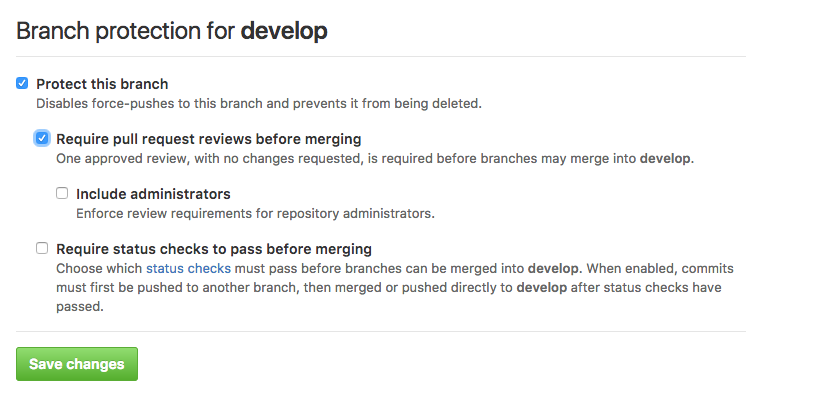 Branch protection for develop
Protect this branch
Disables force-pushes to this branch and prevents it from being deleted.
Require pull request reviews before merging
One approved review, with no changes requested, is required before branches may merge into develop.
Include administrators
Enforce review requirements for repository administrators.
Require status checks to pass before merging
Choose which status checks must pass before branches can be merged into develop. When enabled, commits
must first be pushed to another branch, then merged or pushed directly to develop after status checks have
passed.
Save changes